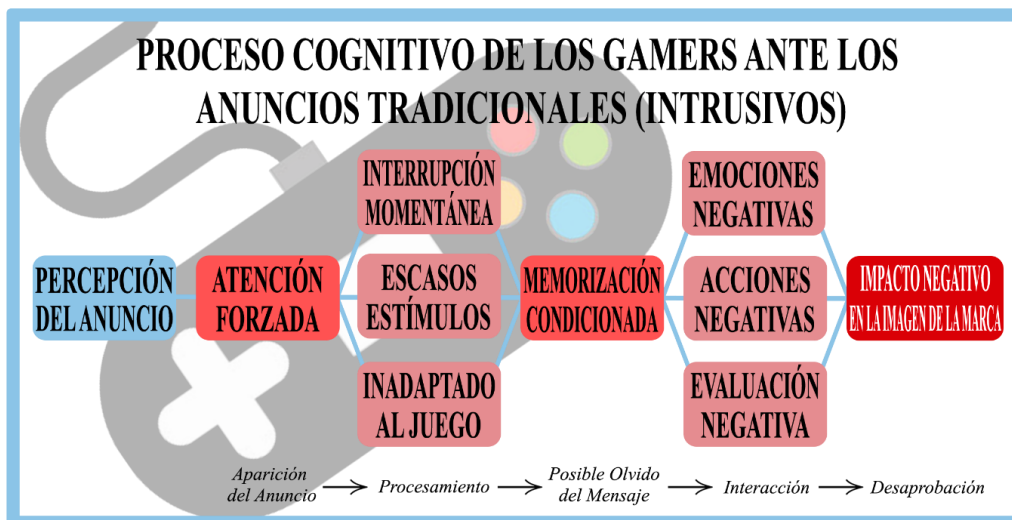 PROCESO COGNITIVO DE LOS GAMERS ANTE LOS
ANUNCIOS TRADICIONALES (INTRUSIVOS)
PERCEPCIÓN
DEL ANUNCIO
ATENCIÓN
FORZADA
INTERRUPCIÓN
MOMENTÁNEA
ESCASOS
ESTÍMULOS
INADAPTADO
AL JUEGO
MEMORIZACIÓN
CONDICIONADA
EMOCIONES
NEGATIVAS
ACCIONES
NEGATIVAS
EVALUACIÓN
NEGATIVA
IMPACTO NEGATIVO
EN LA IMAGEN DE LA MARCA
Aparición
del Anuncio
Procesamiento
Posible Olvido
del Mensaje
Interacción
Desaprobación